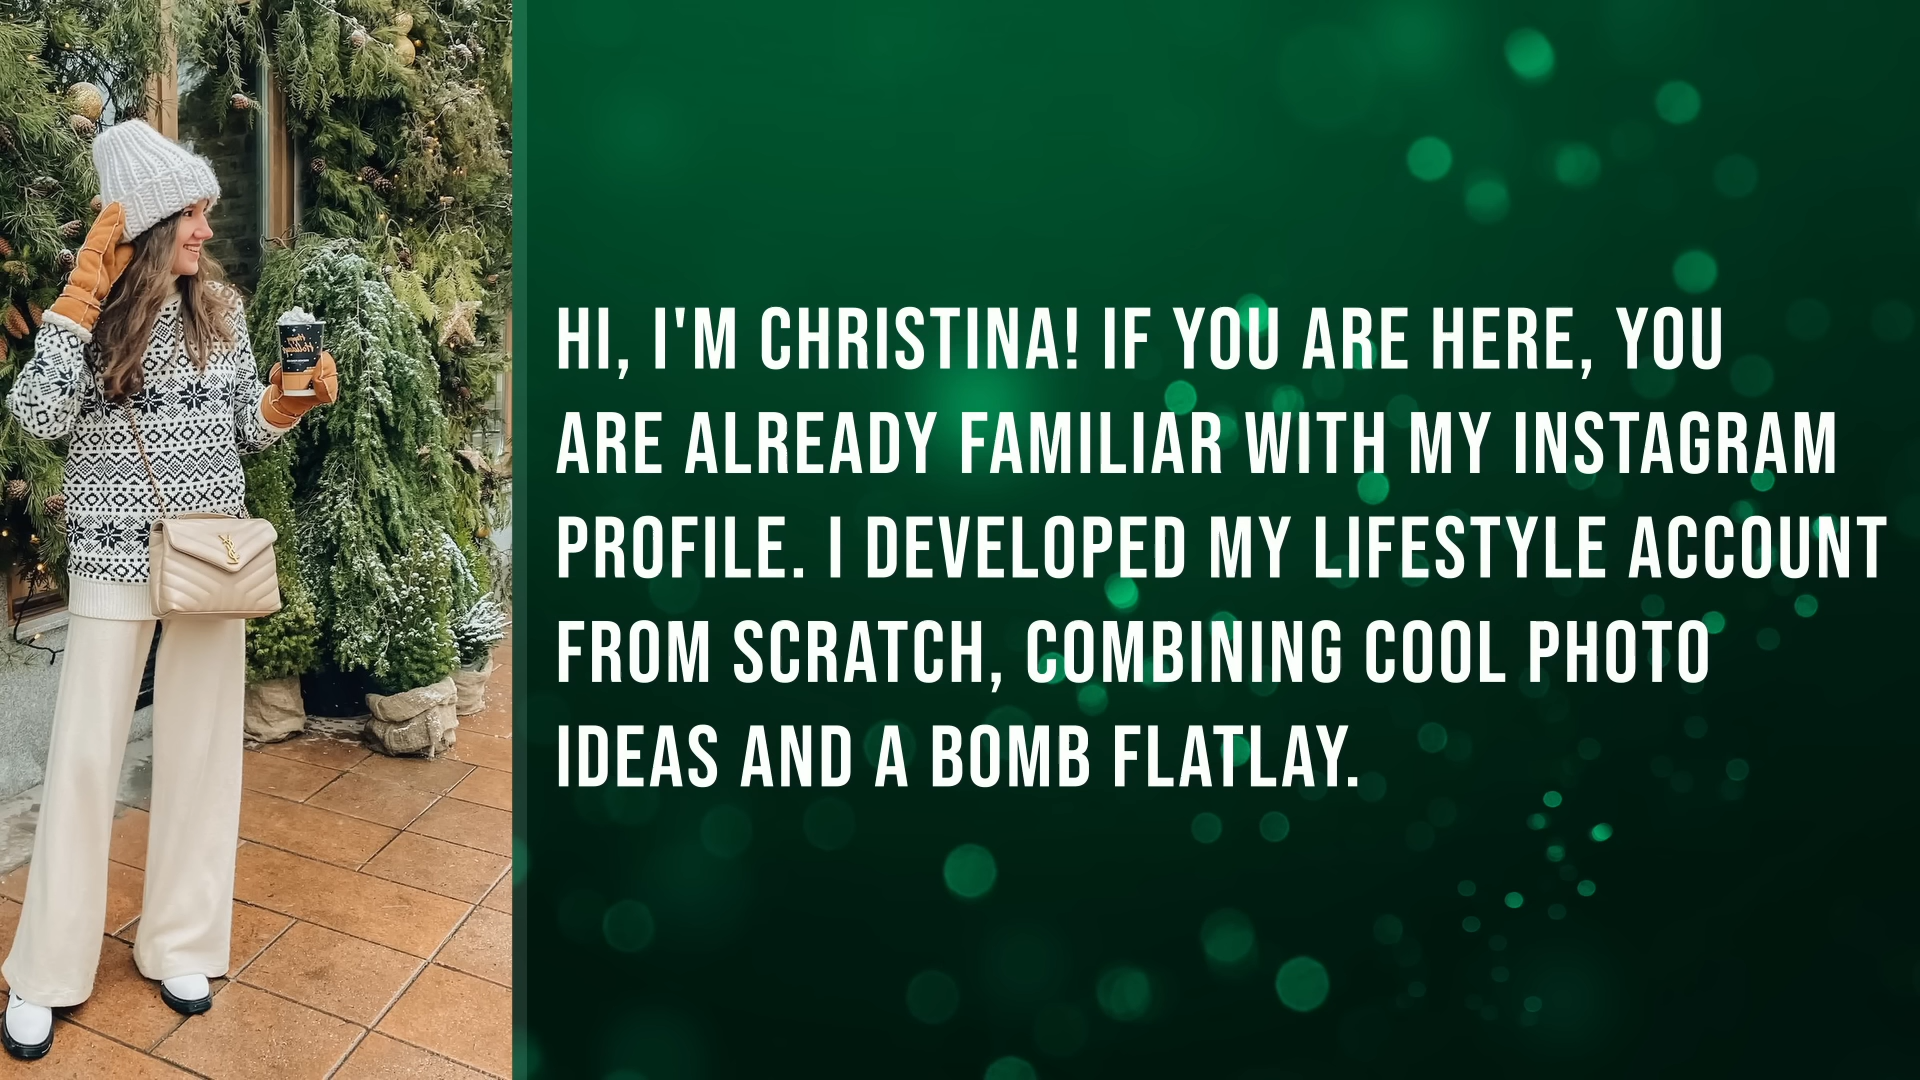 HI, I'M CHRISTINA! IF YOU ARE HERE, YOU
ARE ALREADY FAMILIAR WITH MY INSTAGRAM
PROFILE. I DEVELOPED MY LIFESTYLE ACCOUNT
FROM SCRATCH, COMBINING COOL PHOTO
IDEAS AND A BOMB FLATLAY.